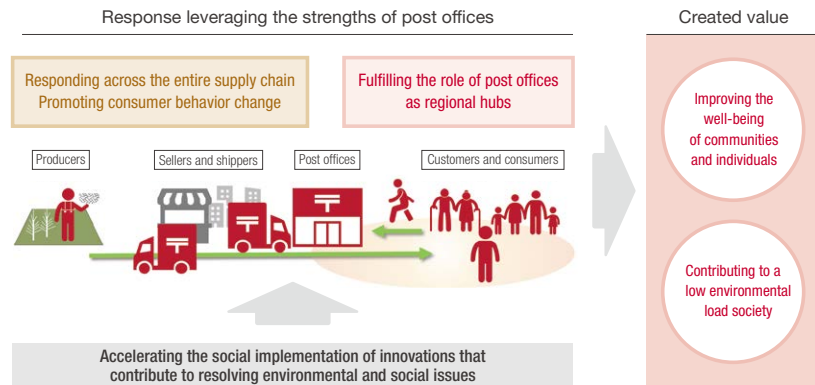 Response leveraging the strengths of post offices
Created value
Responding across the entire supply chain
Promoting consumer behavior change
Fulfilling the role of post offices
as regional hubs
Producers
Sellers and shippers
Post offices
Customers and consumers
Improving the
well-being
of communities
and individuals
Contributing to a
low environmental
load society
Accelerating the social implementation of innovations that
contribute to resolving environmental and social issues